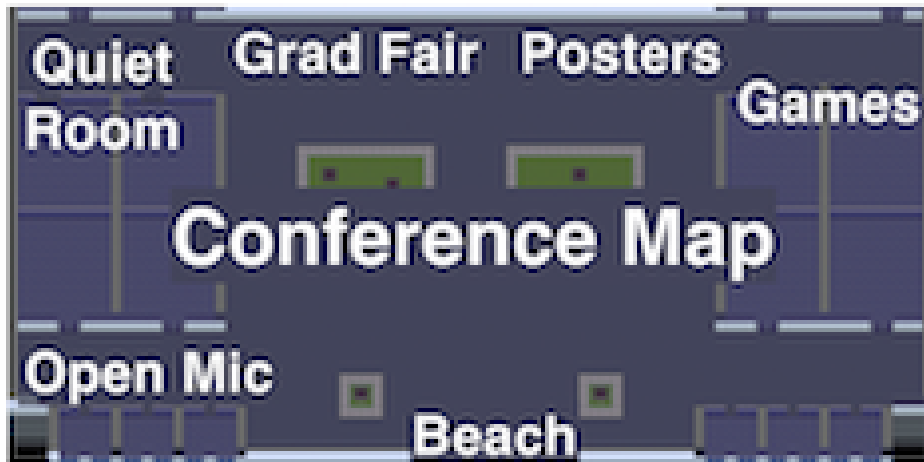 Quiet
Room
Grad Fair
Posters
Games
Conference Map
Open Mic
Beach